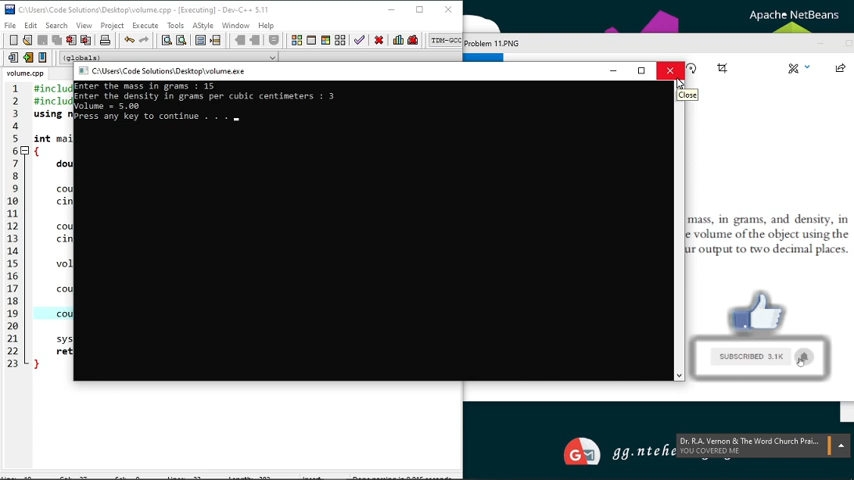 C:\Users\Code Solutions\Desktop\volume.cpp - [Executing] - Dev-C++ 5.11
Apache NetBeans
File Edit Search View Project Execute Tools AStyle Window Help
Problem 11.PNG
TDM-GCC
(globals)
volume.cpp
C:\Users\Code Solutions\Desktop\volume.exe
Close
Enter the mass in grams : 15
Enter the density in grams per cubic centimeters : 3
Volume = 5.00
Press any key to continue . . .
1 #includ
2 #includ
3 using n
4
5 int mai
6 {
7 dou
8
9 cou
10 cin
11
12 cou
13 cin
14
15 vol
16
17 cou
18
19 cou
20
21 sys
22 ret
23 }
mass, in grams, and density, in
e volume of the object using the
ur output to two decimal places.
SUBSCRIBED 3.1K
Dr. R.A. Vernon & The Word Church Prai...
YOU COVERED ME
gg.ntehe